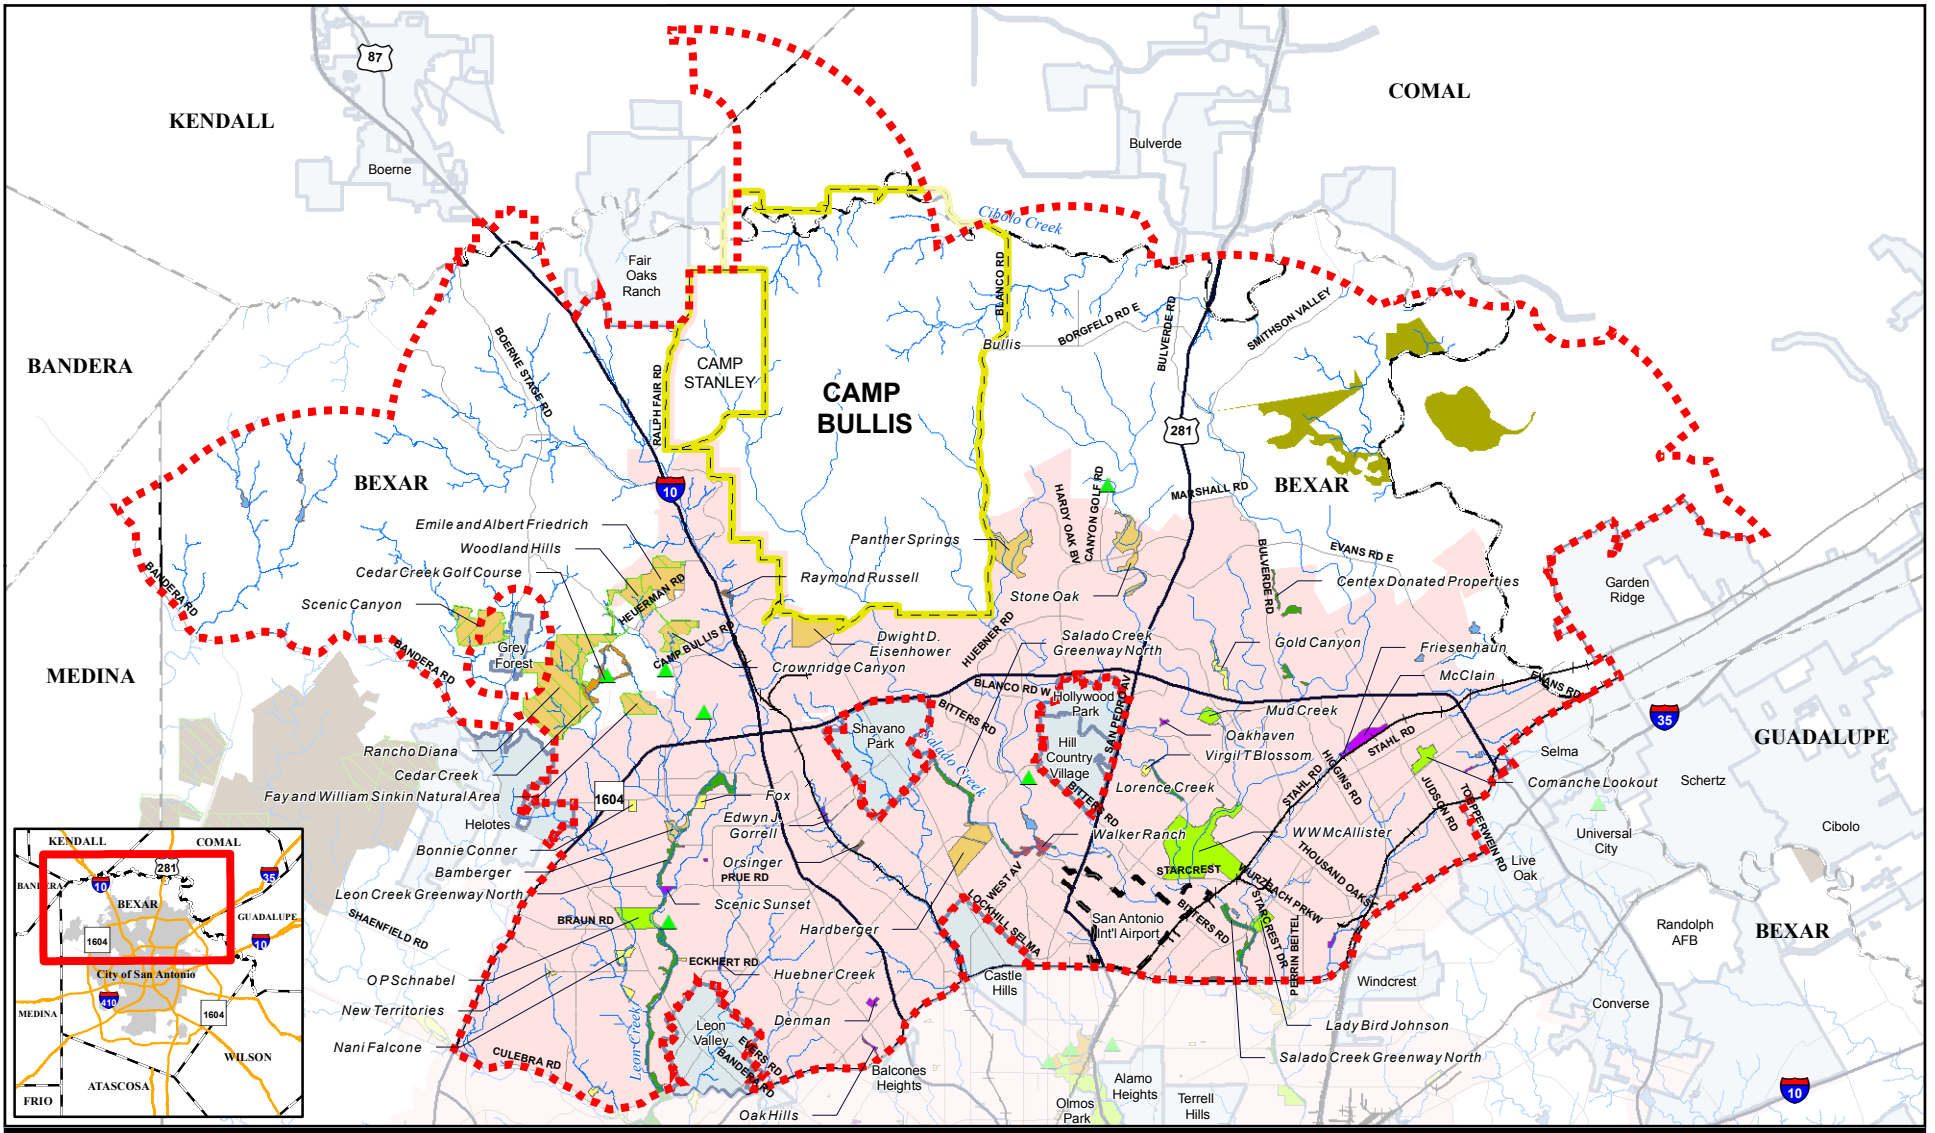 87
COMAL
KENDALL
Bulverde
Boerne
Cibolo Creek
Fair
Oaks
Ranch
BLANCO RD
BULVERDE RD
SMITHSON VALLEY
BORGFELD RD E
Bullis
BOERNE STAGE RD
BANDERA
RALPH FAIR RD
CAMP
STANLEY
CAMP
BULLIS
281
BEXAR
10
HARDY OAK BV
CANYON GOLF RD
MARSHALL RD
BEXAR
Emile and Albert Friedrich
Woodland Hills
Cedar Creek Golf Course
Scenic Canyon
Panther Springs
Raymond Russell
Stone Oak
BULVERDE RD
EVANS RD E
Centex Donated Properties
Garden
Ridge
BANDERA RD
HEUERMAN RD
CAMP BULLIS RD
Grey
Forest
BANDERA RD
Dwight D.
Eisenhower
HUEBNER RD
Salado Creek
Greenway North
Gold Canyon
Friesenhaun
McClain
MEDINA
Crownridge Canyon
BLANCO RD W
Hollywood
Park
SAN PEDRO AV
EVANS RD
BITTERS RD
Mud Creek
35
Shavano
Park
Oakhaven
STAHL RD
GUADALUPE
Rancho Diana
Cedar Creek
Salado Creek
Hill
Country
Village
Virgil T Blossom
HIGGINS RD
Selma
Schertz
Fay and William Sinkin Natural Area
1604
Fox
Lorence Creek
STAHL RD
JUDSON RD
TOEPPERWEIN RD
Comanche Lookout
BITTERS RD
Helotes
Edwyn J.
Gorrell
Walker Ranch
WW McAllister
Universal
City
Cibolo
Bonnie Conner
Bamberger
Orsinger
PRUE RD
STARCREST
THOUSAND OAKS
Live
Oak
WURZBACH PRKW
Leon Creek Greenway North
Scenic Sunset
WEST AV
LOCKHILL SELMA
BRAUN RD
SHAENFIELD RD
Hardberger
San Antonio
Int'l Airport
BITTERS RD
STARCREST DR
PERRIN BEITEL
Randolph
AFB
BEXAR
ECKHERT RD
OP Schnabel
Huebner Creek
Castle
Hills
Windcrest
Converse
New Territories
Leon Creek
Leon
Valley
Denman
Lady Bird Johnson
Nani Falcone
CULEBRA RD
EVERS RD
BANDERA RD
Salado Creek Greenway North
Balcones
Heights
Oak Hills
Alamo
Heights
Olmos
Park
Terrell
Hills
10
KENDALL
COMAL
281
35
BANDERA
10
BEXAR
GUADALUPE
1604
10
City of San Antonio
410
1604
MEDINA
WILSON
ATASCOSA
FRIO